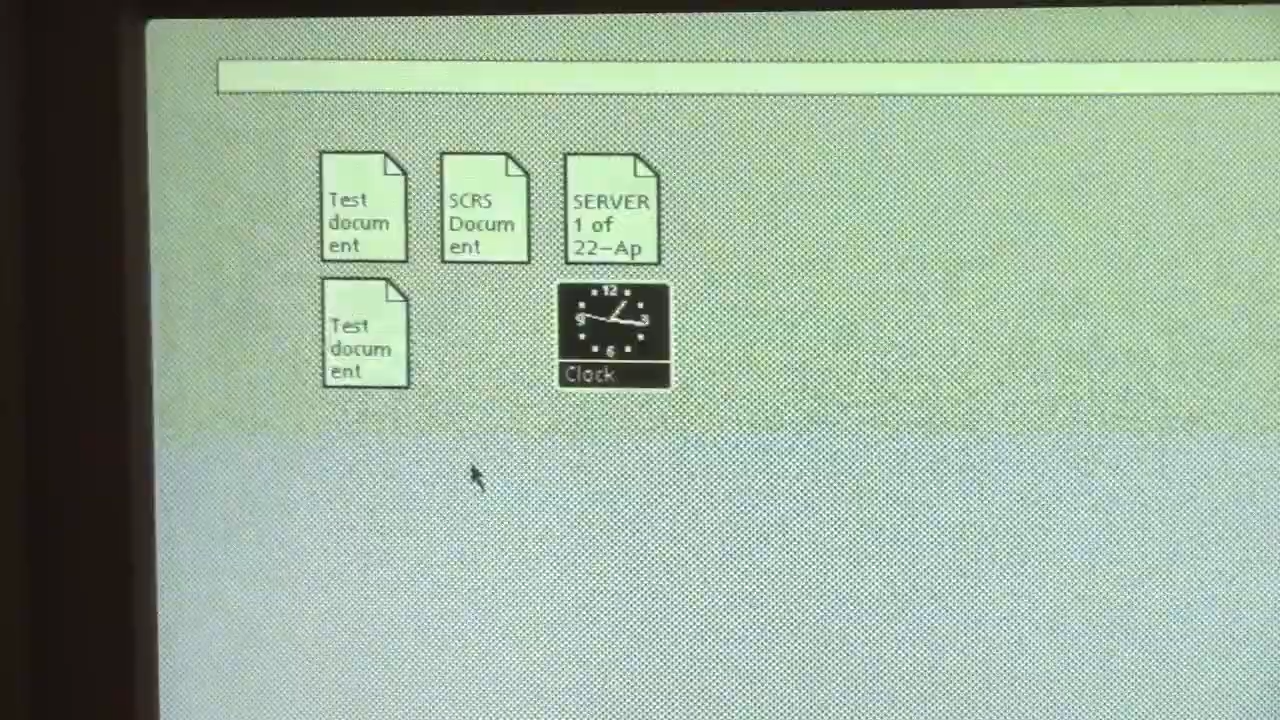 Test
docum
ent
SCRS
Docum
ent
SERVER
1 of
22-Ap
Test
docum
ent
12
9
3
6
Clock